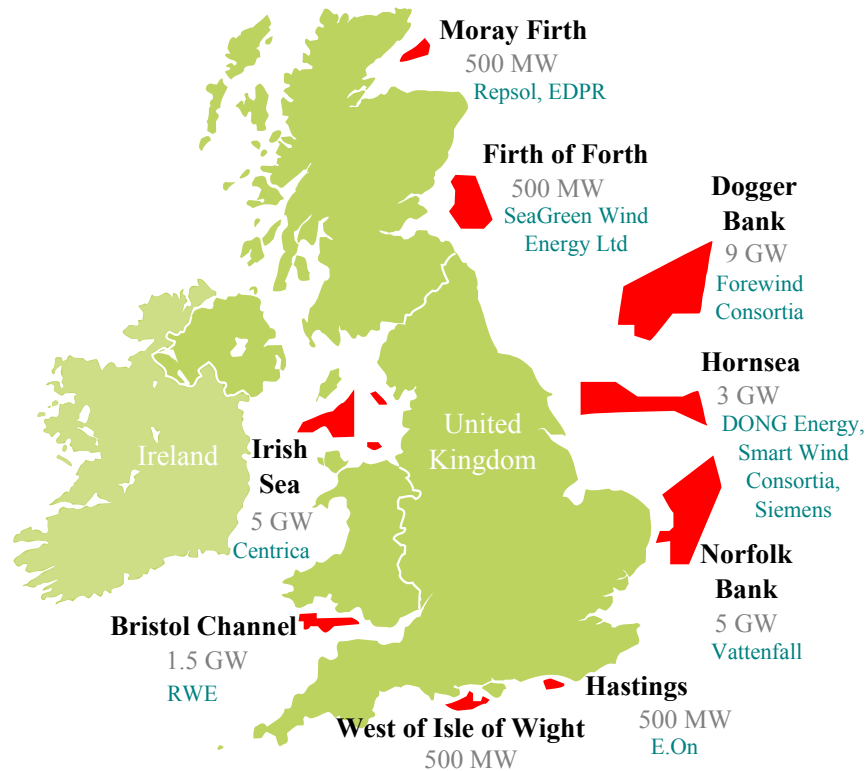 Moray Firth
500 MW
Repsol, EDPR
Firth of Forth
500 MW
SeaGreen Wind
Energy Ltd
Dogger
Bank
9 GW
Forewind
Consortia
Hornsea
3 GW
DONG Energy,
Smart Wind
Consortia,
Siemens
United
Kingdom
Ireland
Irish
Sea
5 GW
Centrica
Norfolk
Bank
5 GW
Vattenfall
Bristol Channel
1.5 GW
RWE
Hastings
500 MW
E.On
West of Isle of Wight
500 MW